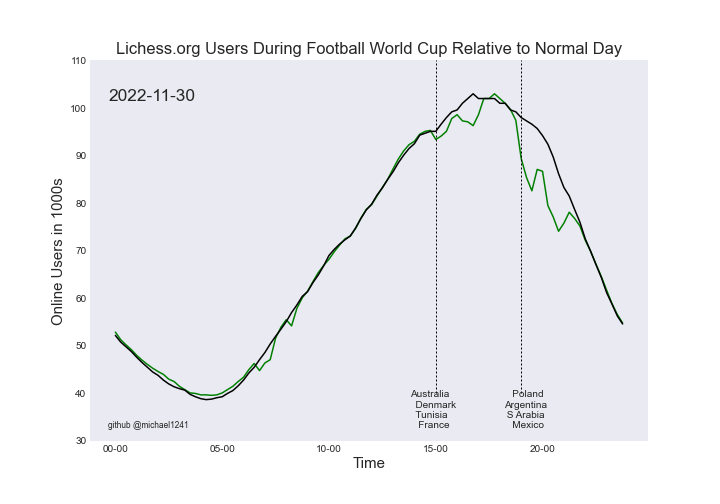 Lichess.org Users During Football World Cup Relative to Normal Day
110
2022-11-30
100
90
80
70
60
50
40
30
Online Users in 1000s
Australia
Denmark
Tunisia
France
Poland
Argentina
S Arabia
Mexico
github @michael1241
00-00 05-00 10-00 15-00 20-00
Time